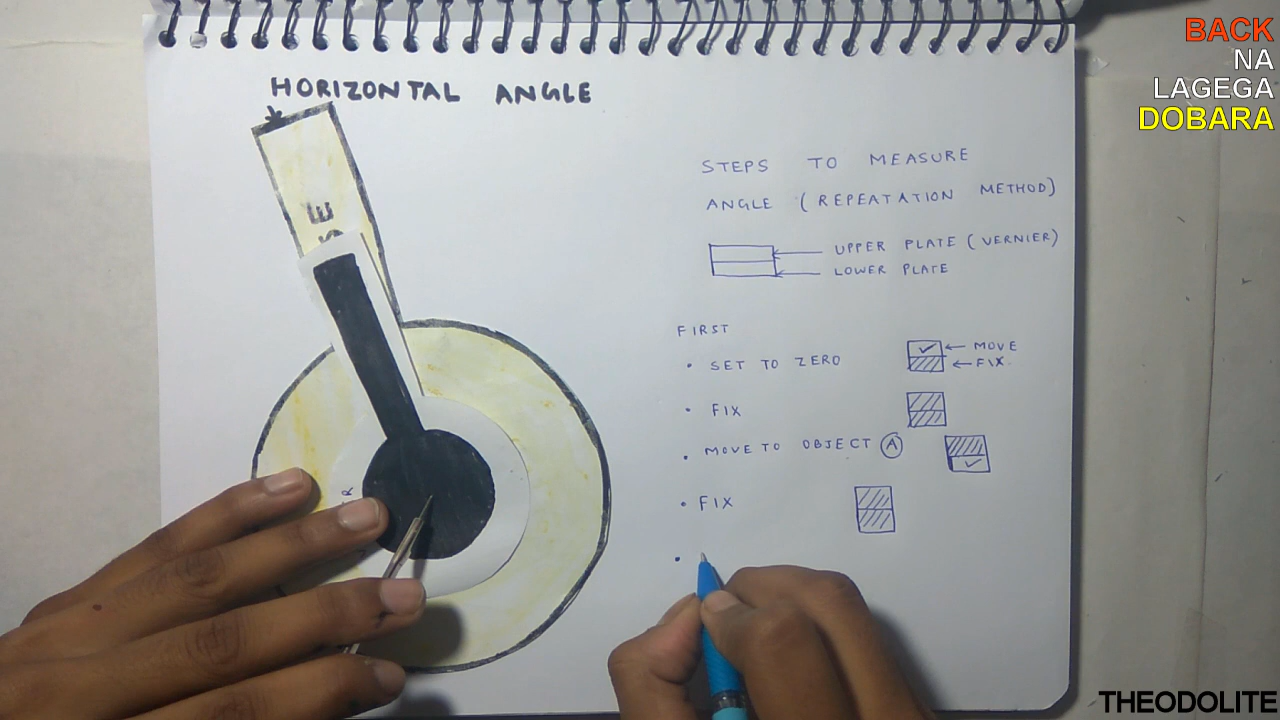 BACK
NA
LAGEGA
DOBARA
HORIZONTAL ANGLE
STEPS TO MEASURE
ANGLE (REPEATATION METHOD)
UPPER PLATE (VERNIER)
LOWER PLATE
FIRST
• SET TO ZERO
MOVE
FIX
• FIX
• MOVE TO OBJECT A
• FIX
•
THEODOLITE